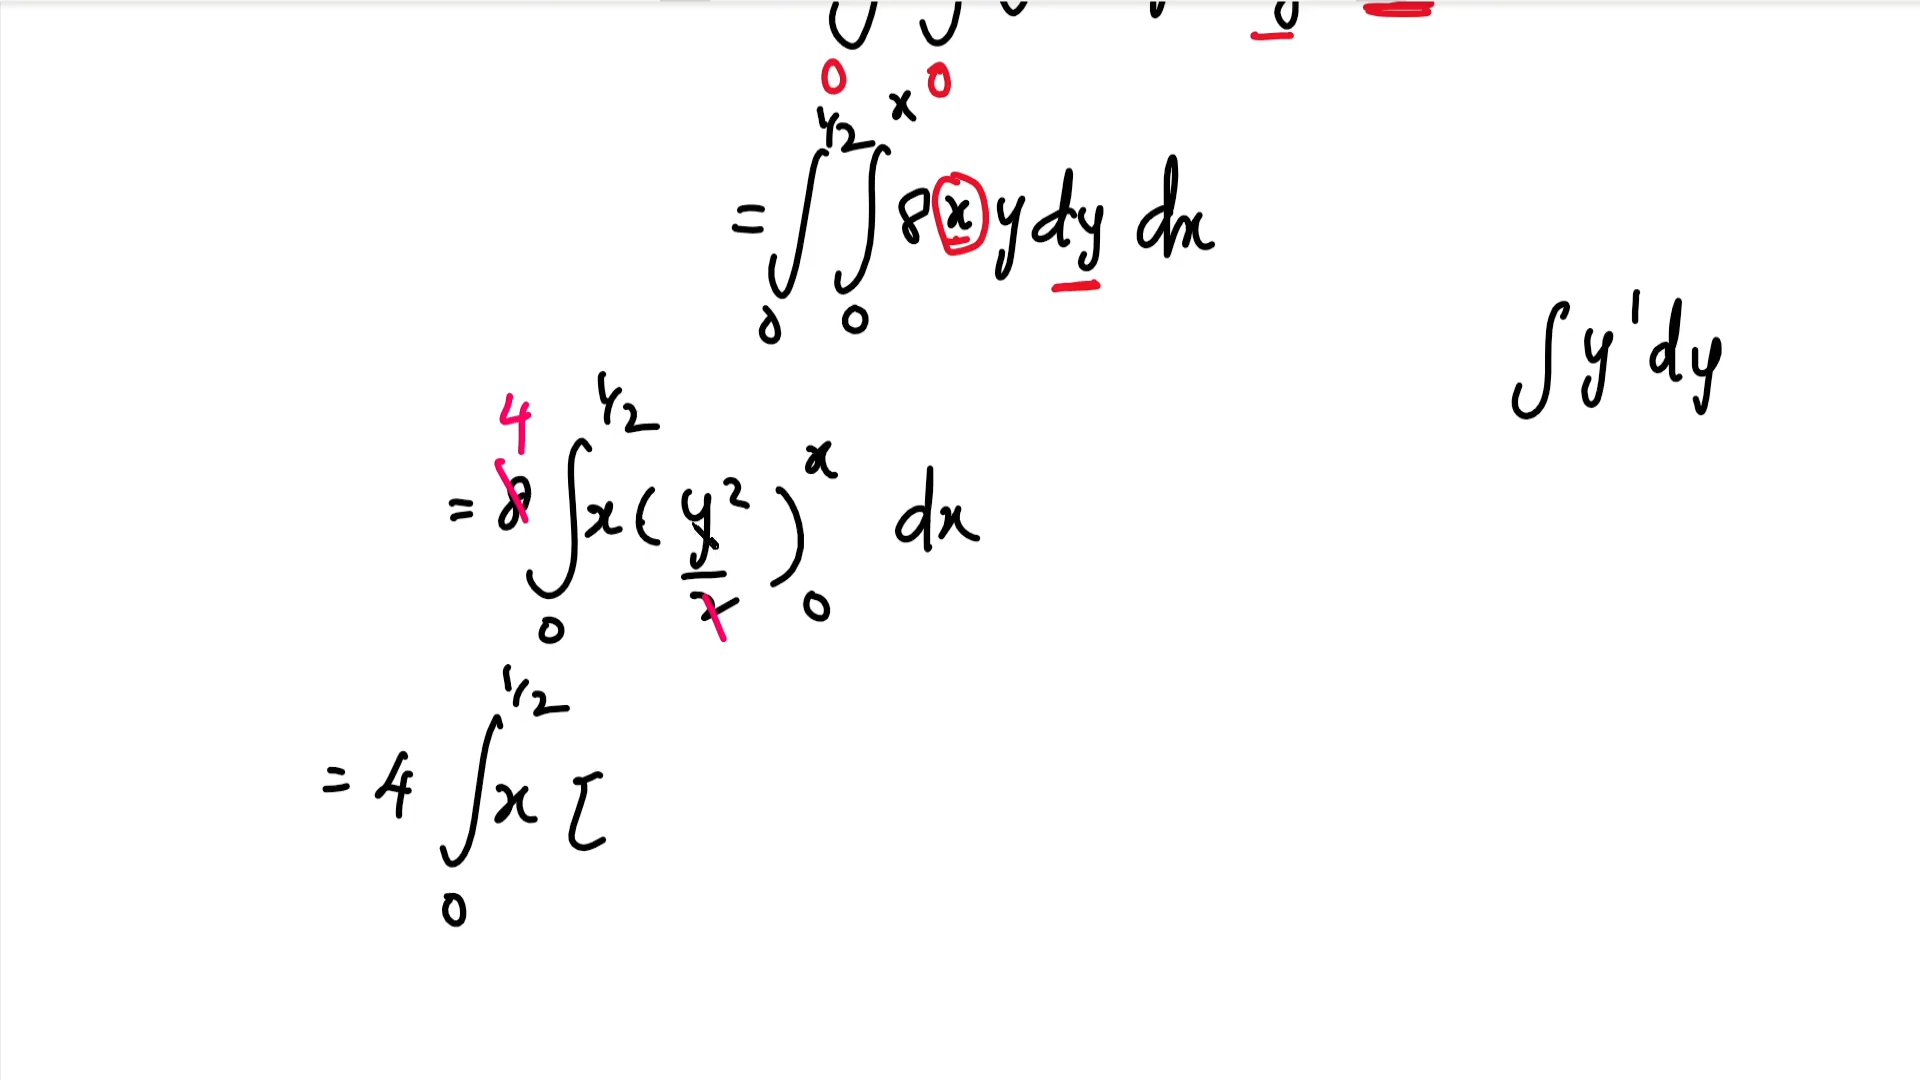 0 0
= ∫₀^{1/2} ∫₀^x 8xy dy dx
∫ y¹ dy
= 8 4 ∫₀^{1/2} x ( y²/2 )₀^x dx
= 4 ∫₀^{1/2} x [